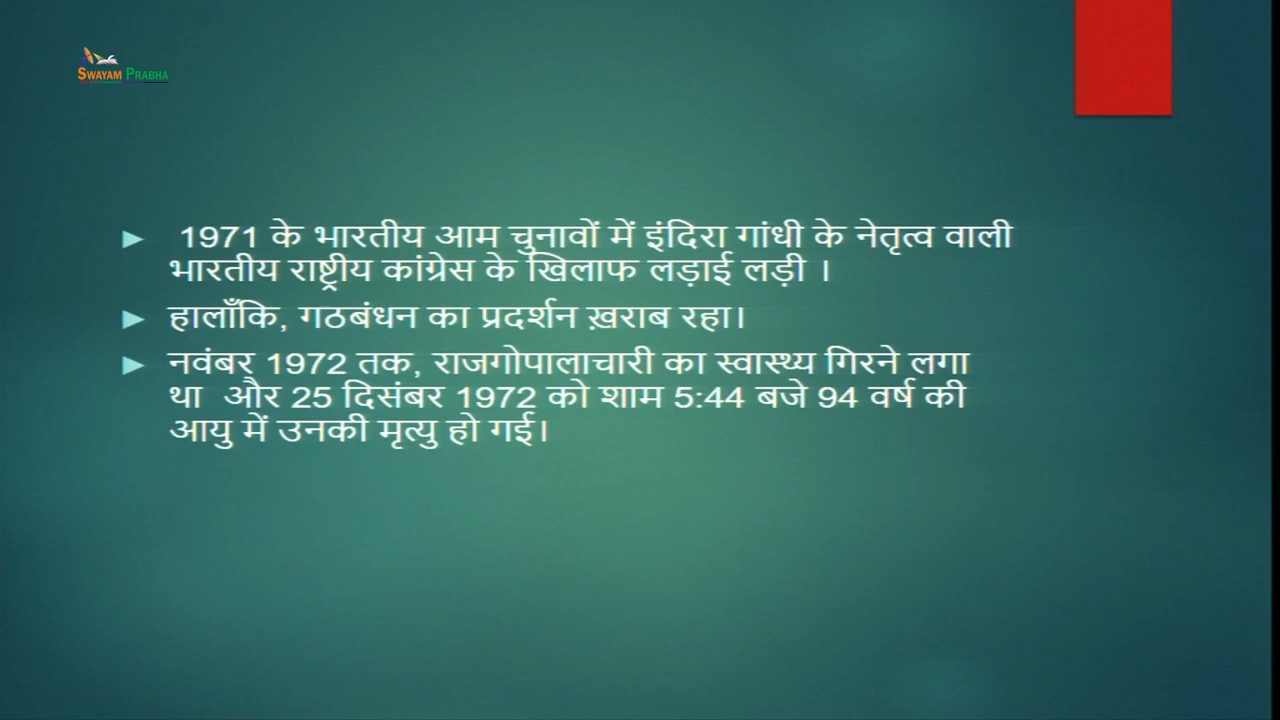 SWAYAM PRABHA
1971 के भारतीय आम चुनावों में इंदिरा गांधी के नेतृत्व वाली
भारतीय राष्ट्रीय कांग्रेस के खिलाफ लड़ाई लड़ी ।
हालाँकि, गठबंधन का प्रदर्शन ख़राब रहा।
नवंबर 1972 तक, राजगोपालाचारी का स्वास्थ्य गिरने लगा
था और 25 दिसंबर 1972 को शाम 5:44 बजे 94 वर्ष की
आयु में उनकी मृत्यु हो गई।